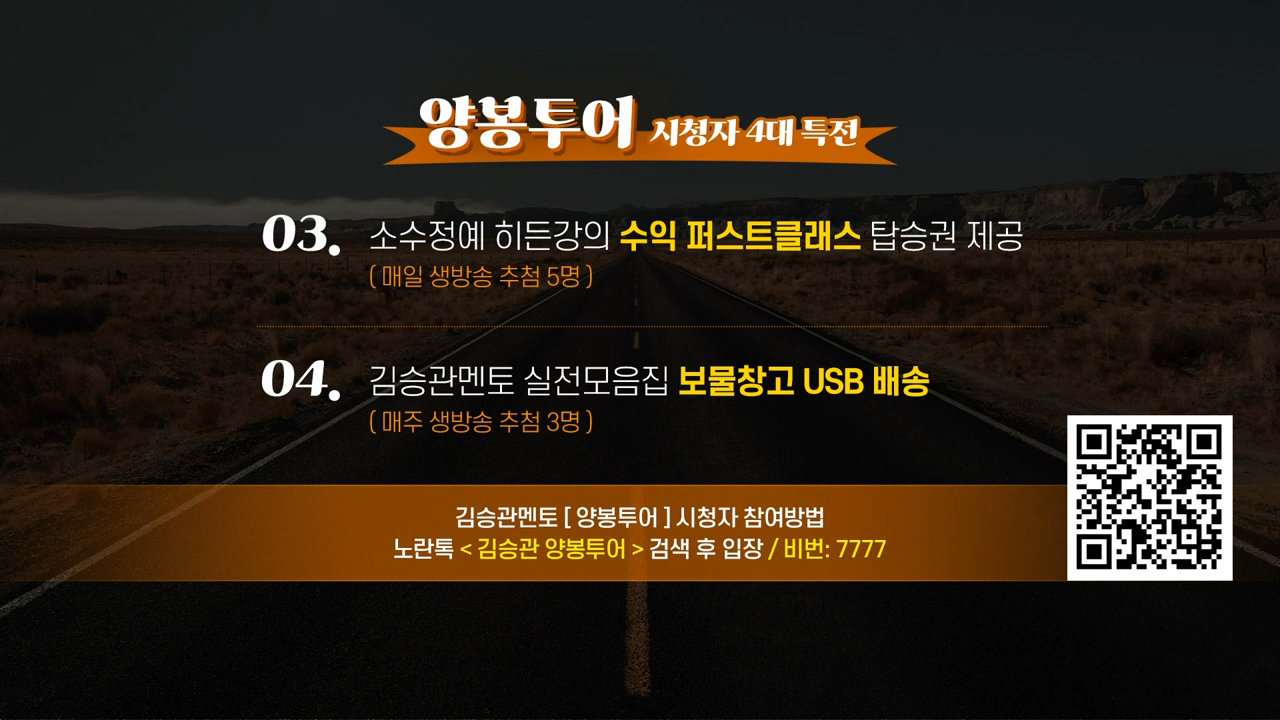 양봉투어 시청자 4대 특전
03. 소수정예 히든강의 수익 퍼스트클래스 탑승권 제공
( 매일 생방송 추첨 5명 )
04. 김승관멘토 실전모음집 보물창고 USB 배송
( 매주 생방송 추첨 3명 )
김승관멘토 [ 양봉투어 ] 시청자 참여방법
노란톡 < 김승관 양봉투어 > 검색 후 입장 / 비번: 7777